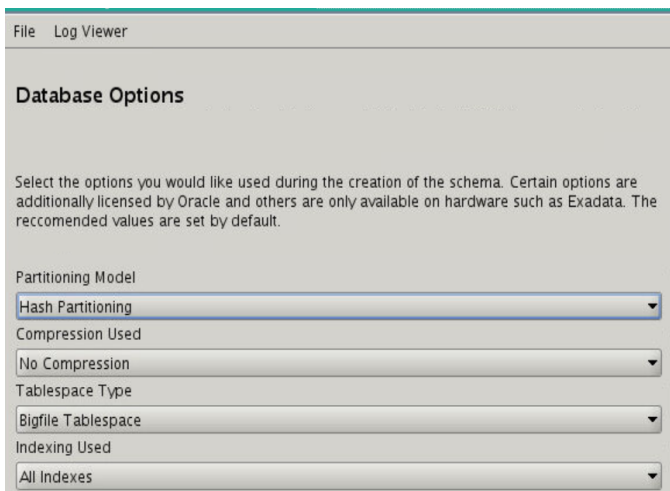 File Log Viewer
Database Options
Select the options you would like used during the creation of the schema. Certain options are
additionally licensed by Oracle and others are only available on hardware such as Exadata. The
reccomended values are set by default.
Partitioning Model
Hash Partitioning
Compression Used
No Compression
Tablespace Type
Bigfile Tablespace
Indexing Used
All Indexes